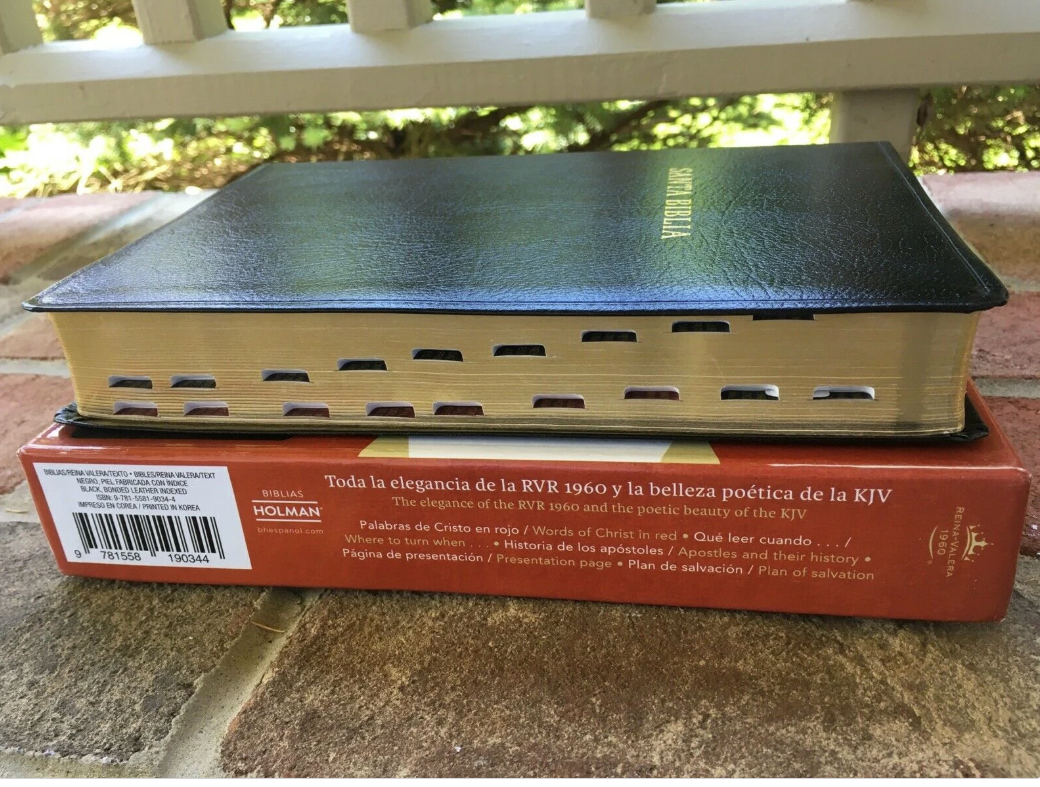 SANTA BIBLIA
BIBLIAS/REINA VALERA/TEXTO • BIBLES/REINA VALERA/TEXT
NEGRO, PIEL FABRICADA CON ÍNDICE
BLACK, BONDED LEATHER INDEXED
ISBN: 9-781-5581-9034-4
IMPRESO EN COREA / PRINTED IN KOREA
9 781558 190344
BIBLIAS
HOLMAN
bhespanol.com
Toda la elegancia de la RVR 1960 y la belleza poética de la KJV
The elegance of the RVR 1960 and the poetic beauty of the KJV
Palabras de Cristo en rojo / Words of Christ in red • Qué leer cuando . . . /
Where to turn when . . . • Historia de los apóstoles / Apostles and their history •
Página de presentación / Presentation page • Plan de salvación / Plan of salvation
REINA-VALERA
1960